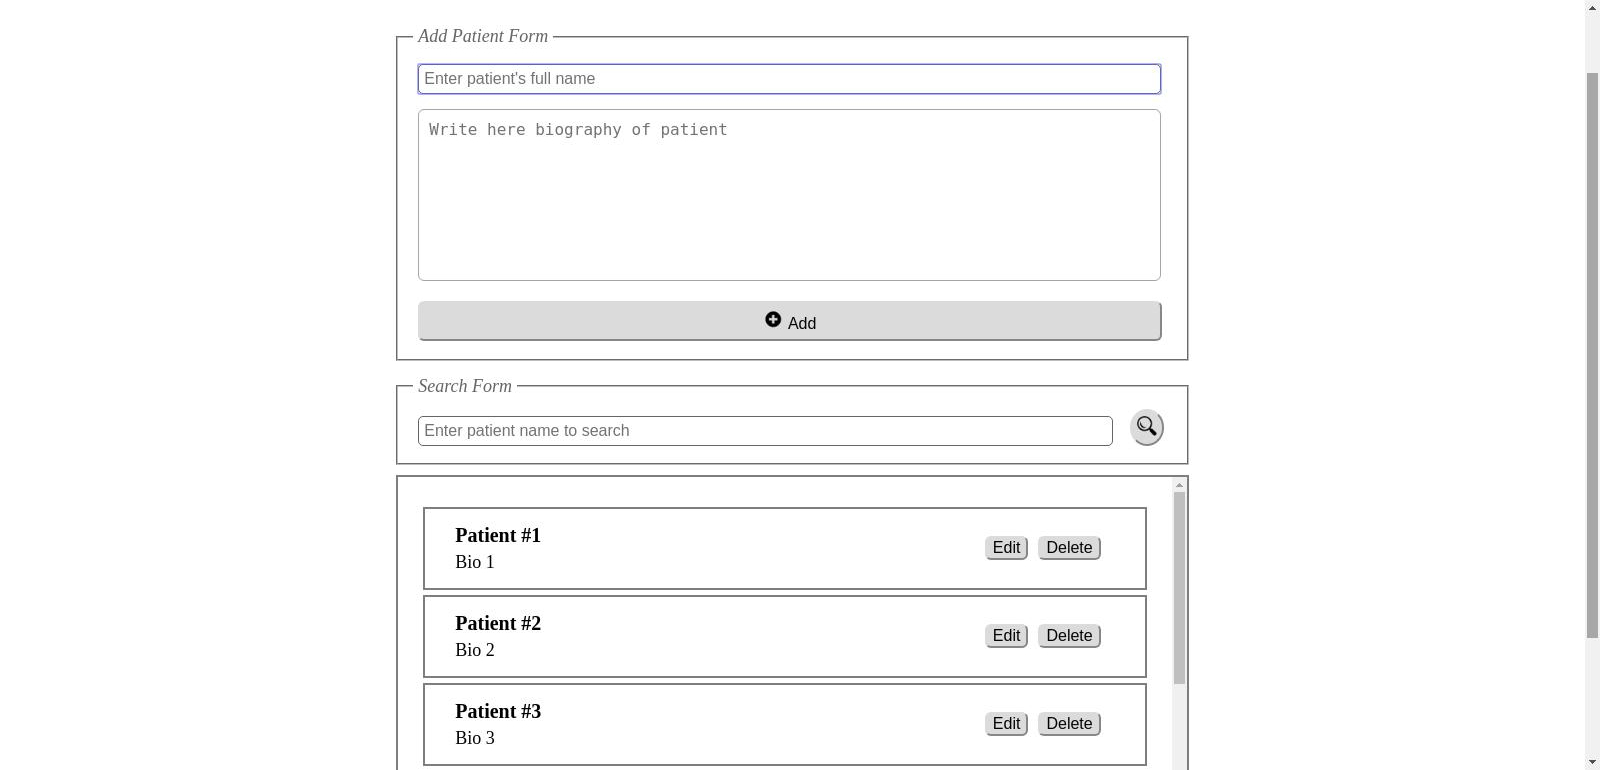 Add Patient Form
Enter patient's full name
Write here biography of patient
Add
Search Form
Enter patient name to search
Patient #1
Bio 1
Edit Delete
Patient #2
Bio 2
Edit Delete
Patient #3
Bio 3
Edit Delete